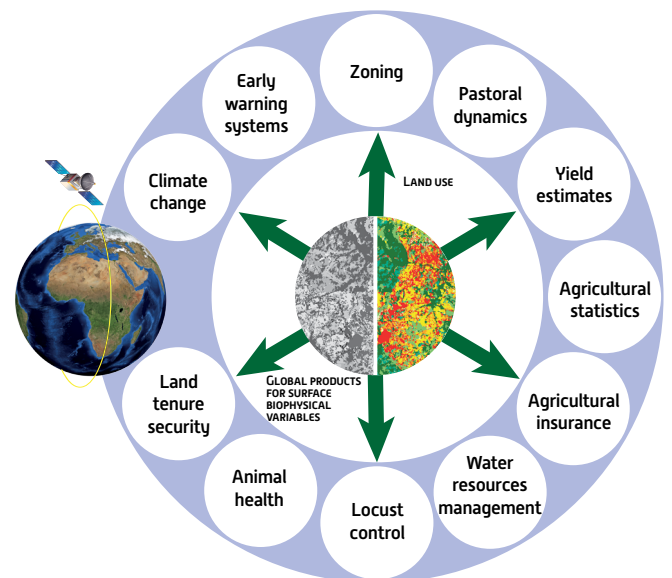 Zoning
Early
warning
systems
Pastoral
dynamics
Climate
change
LAND USE
Yield
estimates
Agricultural
statistics
Land
tenure
security
GLOBAL PRODUCTS
FOR SURFACE
BIOPHYSICAL
VARIABLES
Agricultural
insurance
Animal
health
Locust
control
Water
resources
management